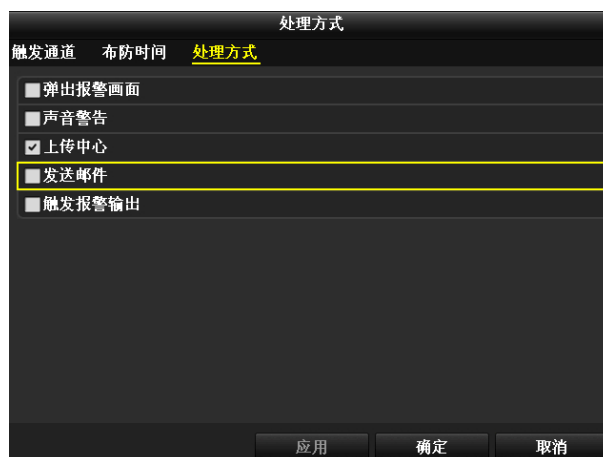 处理方式
触发通道 布防时间 处理方式
弹出报警画面
声音警告
上传中心
发送邮件
触发报警输出
应用 确定 取消